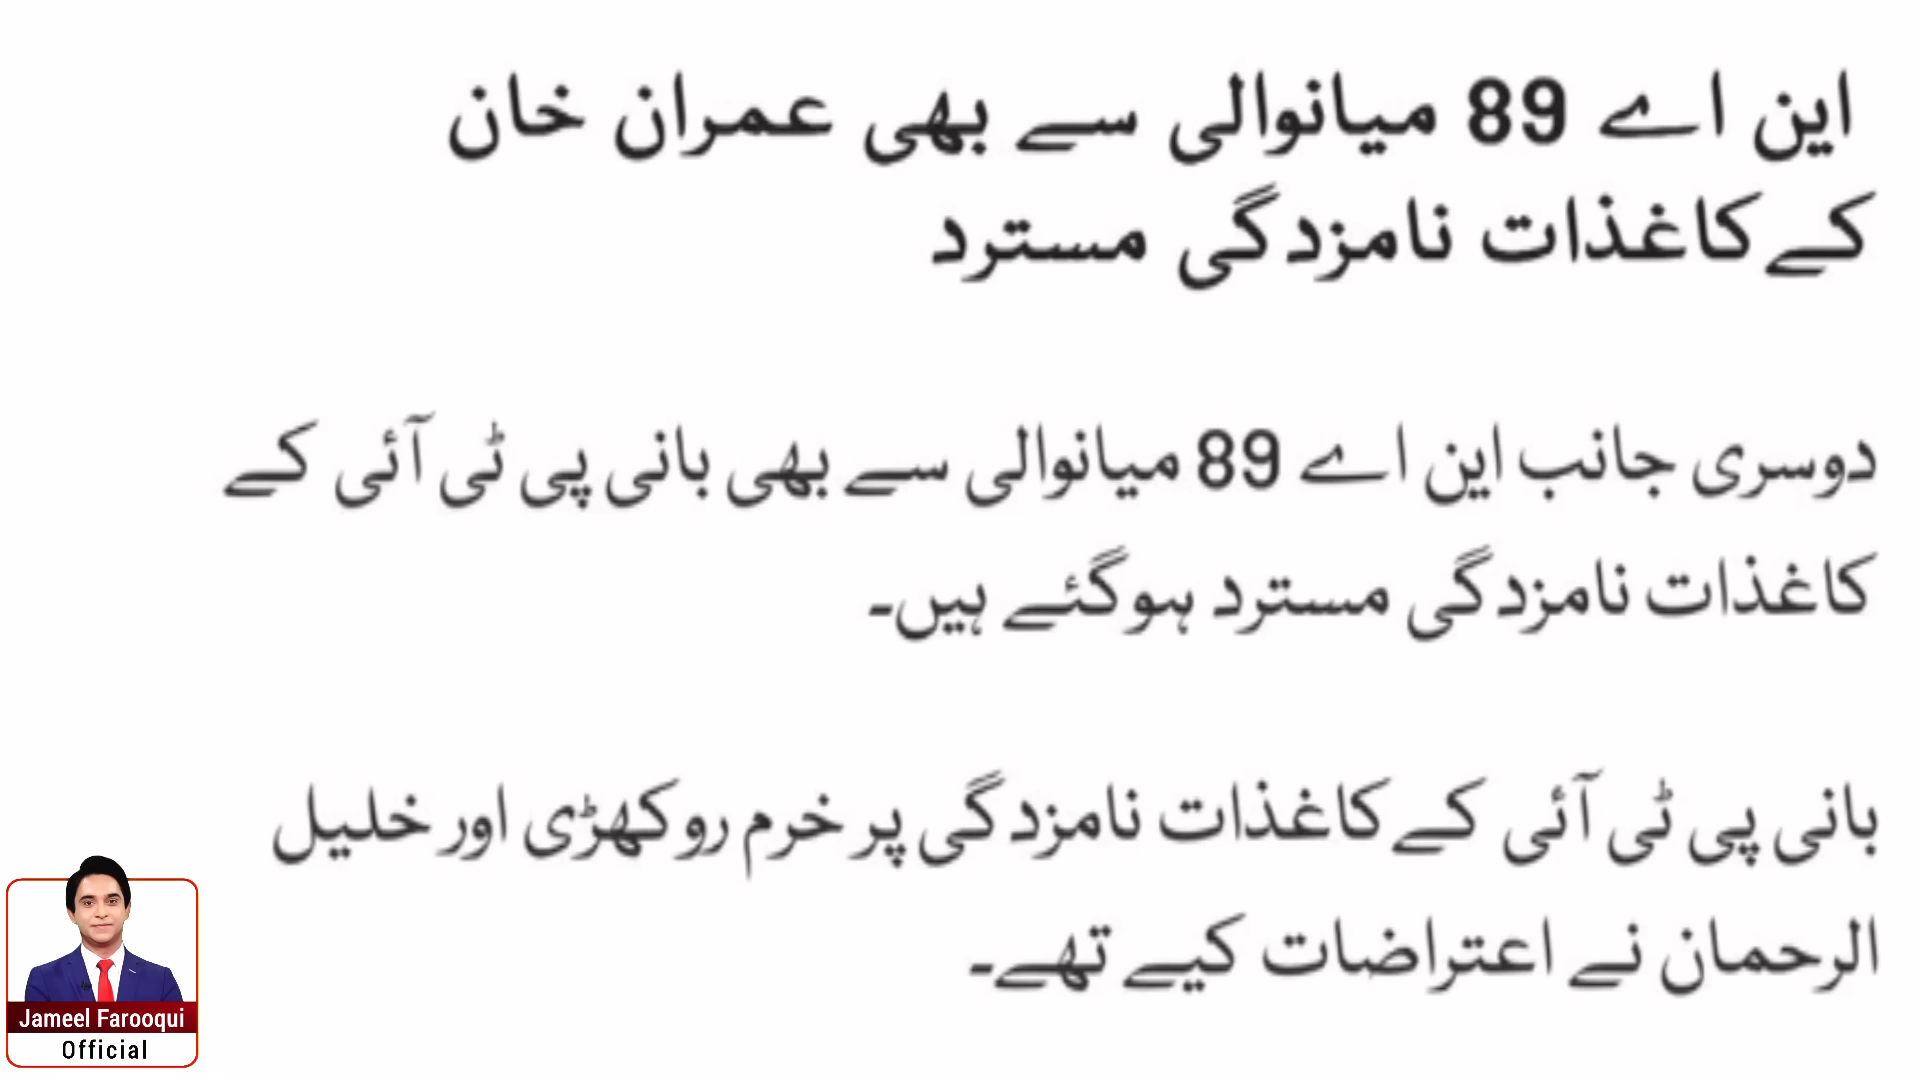 این اے 89 میانوالی سے بھی عمران خان
کے کاغذات نامزدگی مسترد
دوسری جانب این اے 89 میانوالی سے بھی بانی پی ٹی آئی کے
کاغذات نامزدگی مسترد ہوگئے ہیں۔
بانی پی ٹی آئی کے کاغذات نامزدگی پر خرم روکھڑی اور خلیل
الرحمان نے اعتراضات کیے تھے۔
Jameel Farooqui
Official